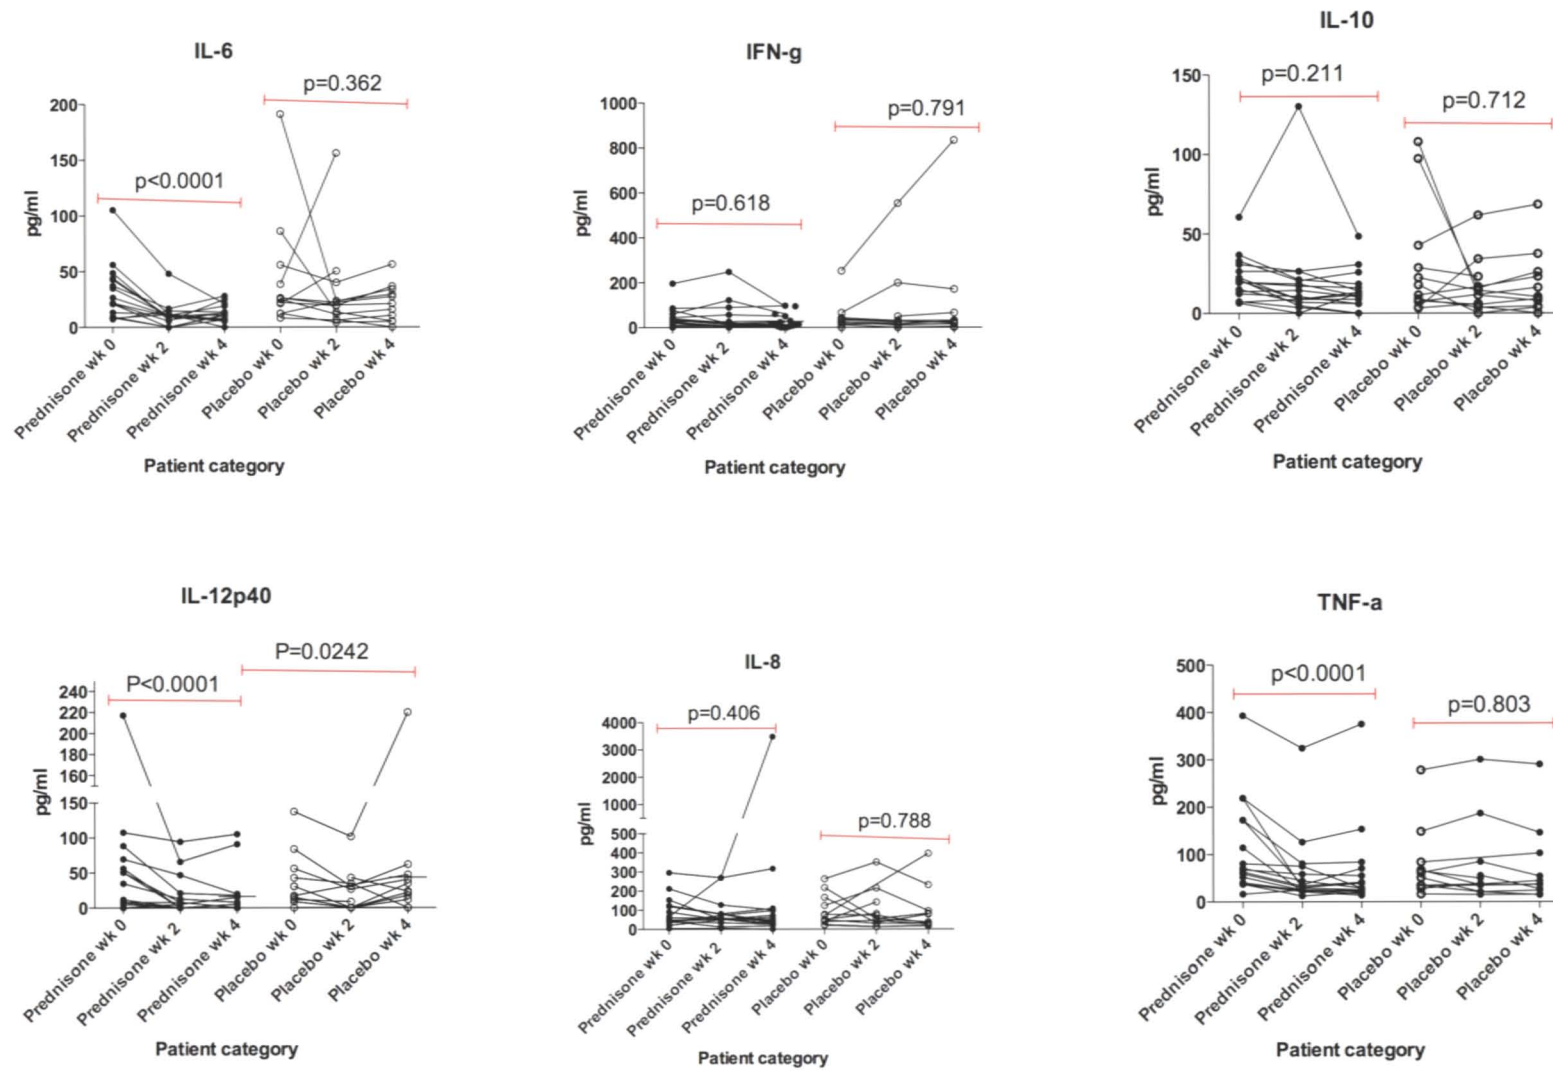 IL-6
p=0.362
p<0.0001
200
150
100
50
0
pg/ml
Prednisone wk 0
Prednisone wk 2
Prednisone wk 4
Placebo wk 0
Placebo wk 2
Placebo wk 4
Patient category
IFN-g
p=0.791
p=0.618
1000
800
600
400
200
0
pg/ml
Prednisone wk 0
Prednisone wk 2
Prednisone wk 4
Placebo wk 0
Placebo wk 2
Placebo wk 4
Patient category
IL-10
p=0.211
p=0.712
150
100
50
0
pg/ml
Prednisone wk 0
Prednisone wk 2
Prednisone wk 4
Placebo wk 0
Placebo wk 2
Placebo wk 4
Patient category
IL-12p40
P=0.0242
P<0.0001
240
220
200
180
160
150
100
50
0
pg/ml
Prednisone wk 0
Prednisone wk 2
Prednisone wk 4
Placebo wk 0
Placebo wk 2
Placebo wk 4
Patient category
IL-8
p=0.406
p=0.788
4000
3000
2000
1000
500
400
300
200
100
0
pg/ml
Prednisone wk 0
Prednisone wk 2
Prednisone wk 4
Placebo wk 0
Placebo wk 2
Placebo wk 4
Patient category
TNF-a
p<0.0001
p=0.803
500
400
300
200
100
0
pg/ml
Prednisone wk 0
Prednisone wk 2
Prednisone wk 4
Placebo wk 0
Placebo wk 2
Placebo wk 4
Patient category